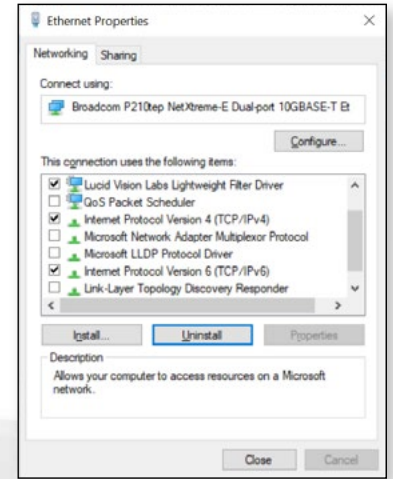 Ethernet Properties
Networking Sharing
Connect using:
Broadcom P210tep NetXtreme-E Dual-port 10GBASE-T Et
Configure...
This connection uses the following items:
Lucid Vision Labs Lightweight Filter Driver
QoS Packet Scheduler
Internet Protocol Version 4 (TCP/IPv4)
Microsoft Network Adapter Multiplexor Protocol
Microsoft LLDP Protocol Driver
Internet Protocol Version 6 (TCP/IPv6)
Link-Layer Topology Discovery Responder
Install... Uninstall Properties
Description
Allows your computer to access resources on a Microsoft
network.
Close Cancel